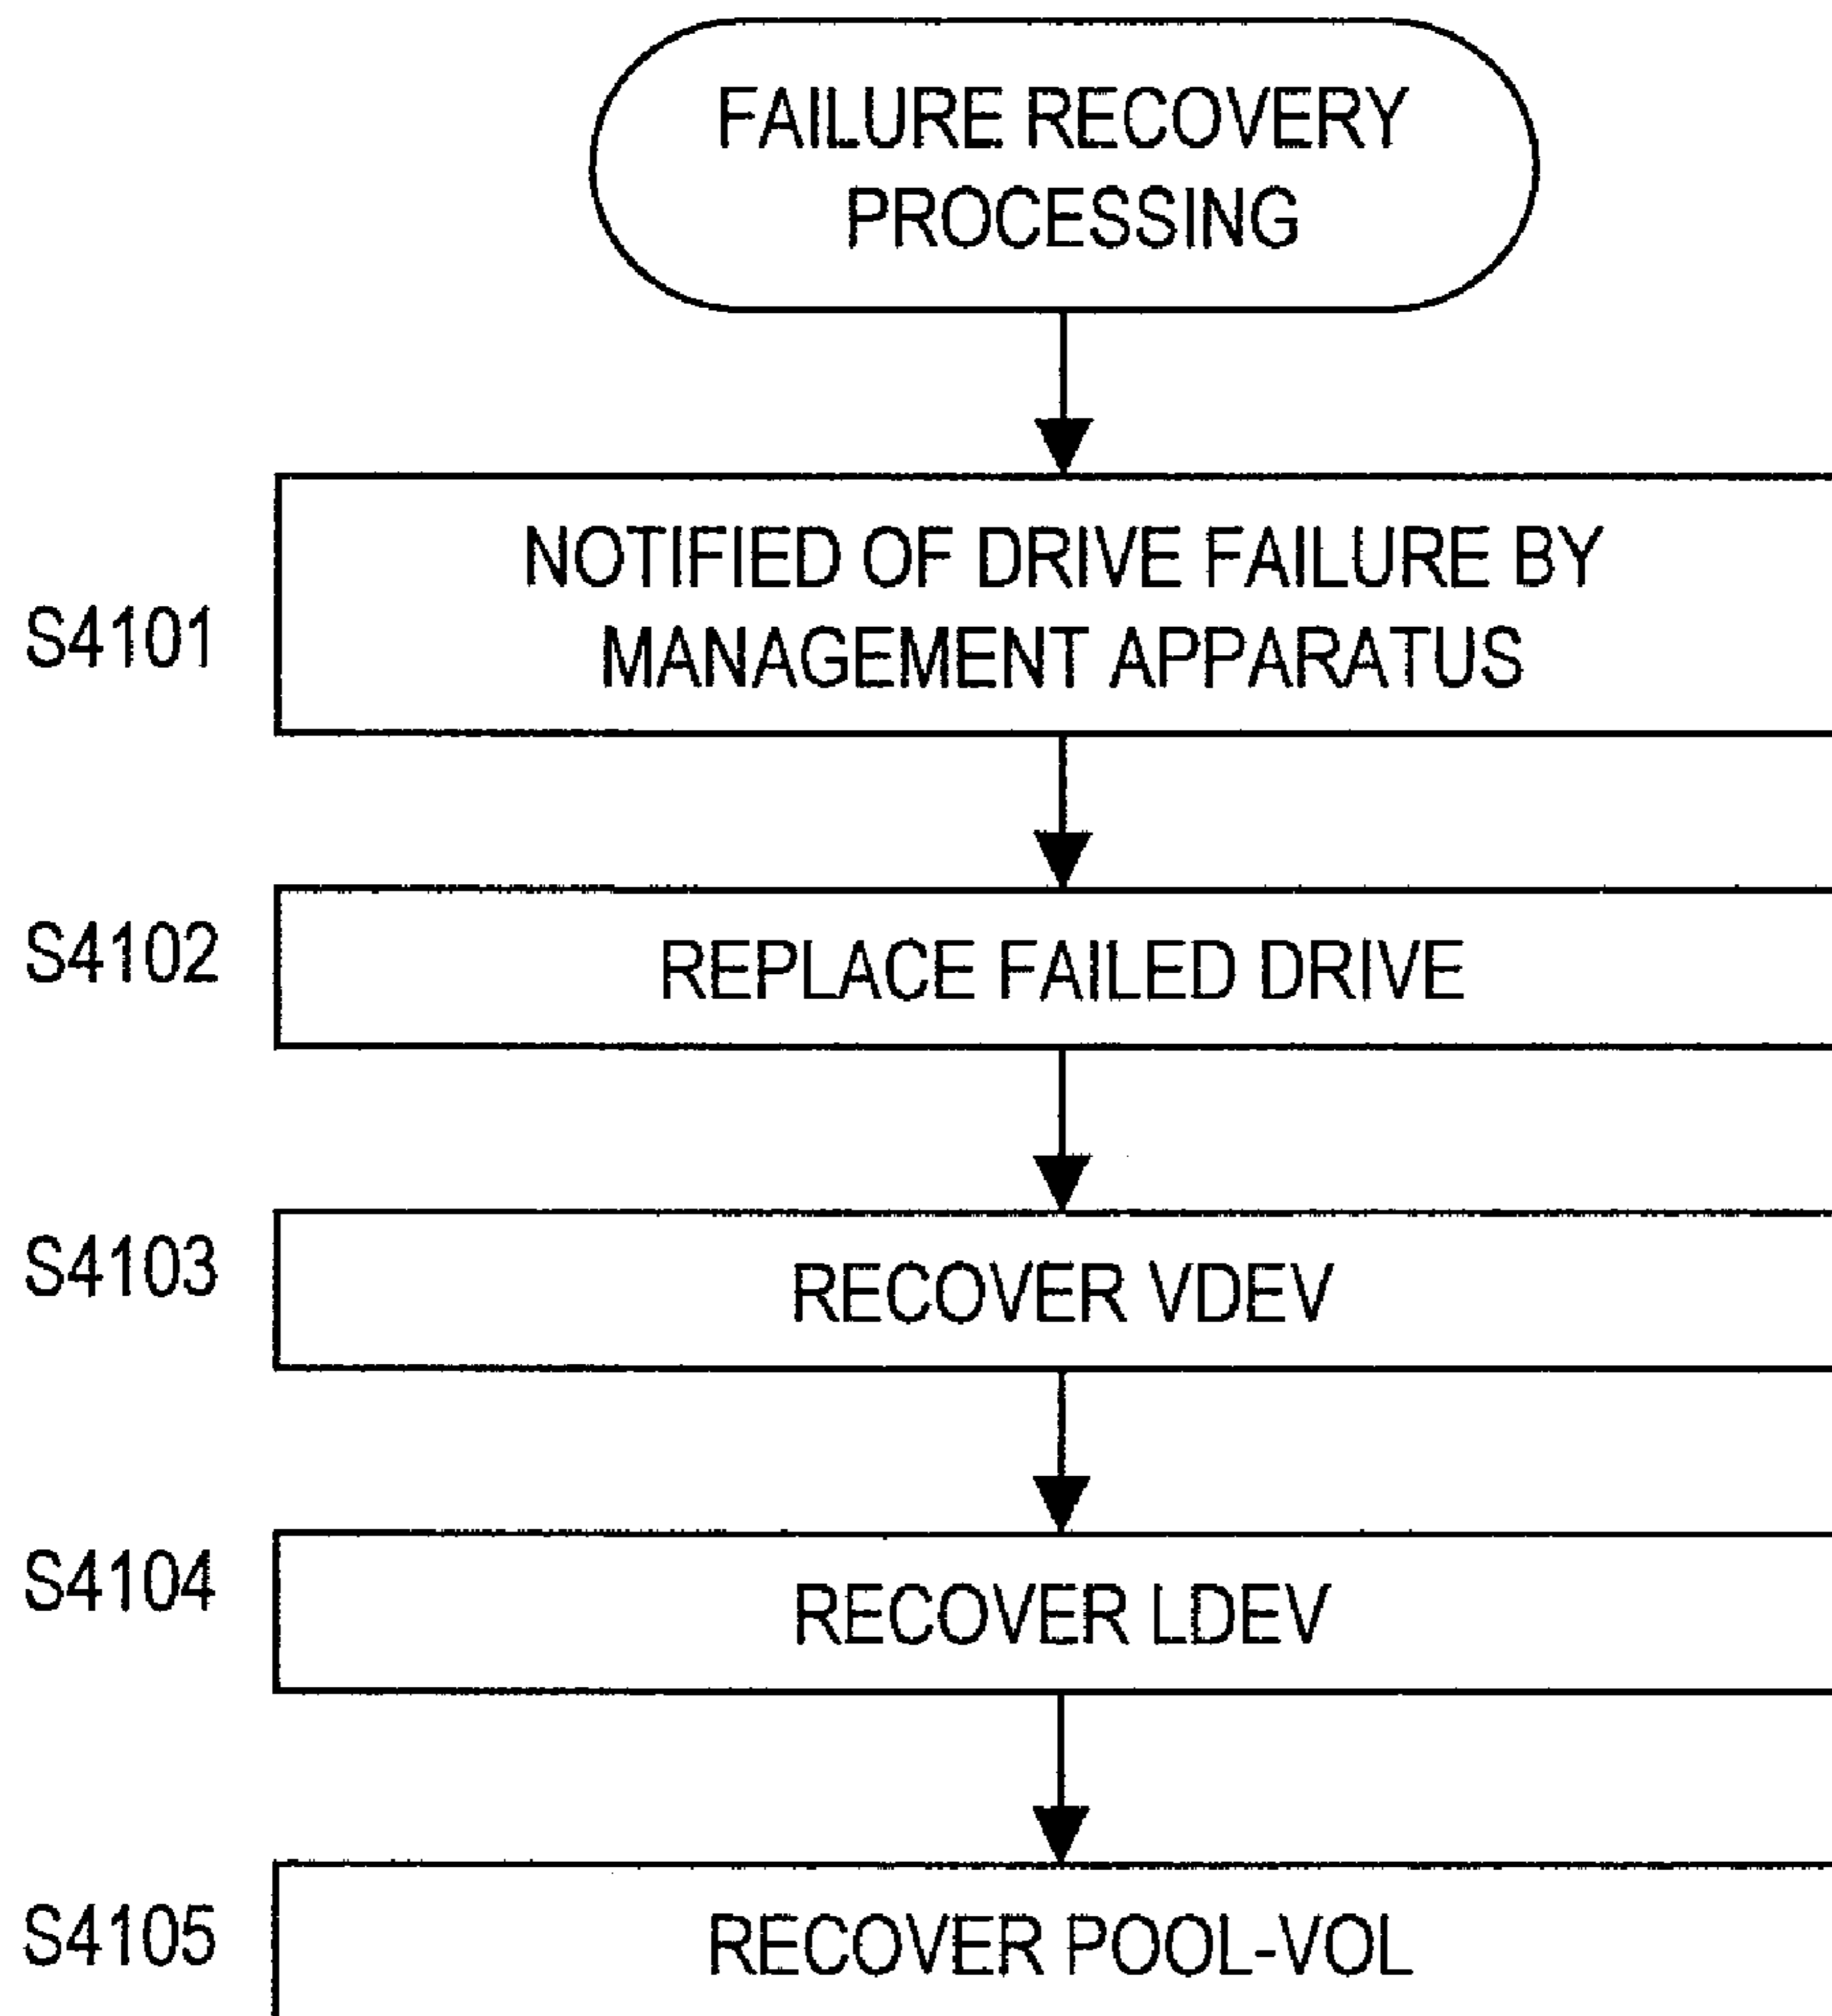 FAILURE RECOVERY
PROCESSING
S4101
NOTIFIED OF DRIVE FAILURE BY
MANAGEMENT APPARATUS
S4102
REPLACE FAILED DRIVE
S4103
RECOVER VDEV
S4104
RECOVER LDEV
S4105
RECOVER POOL-VOL